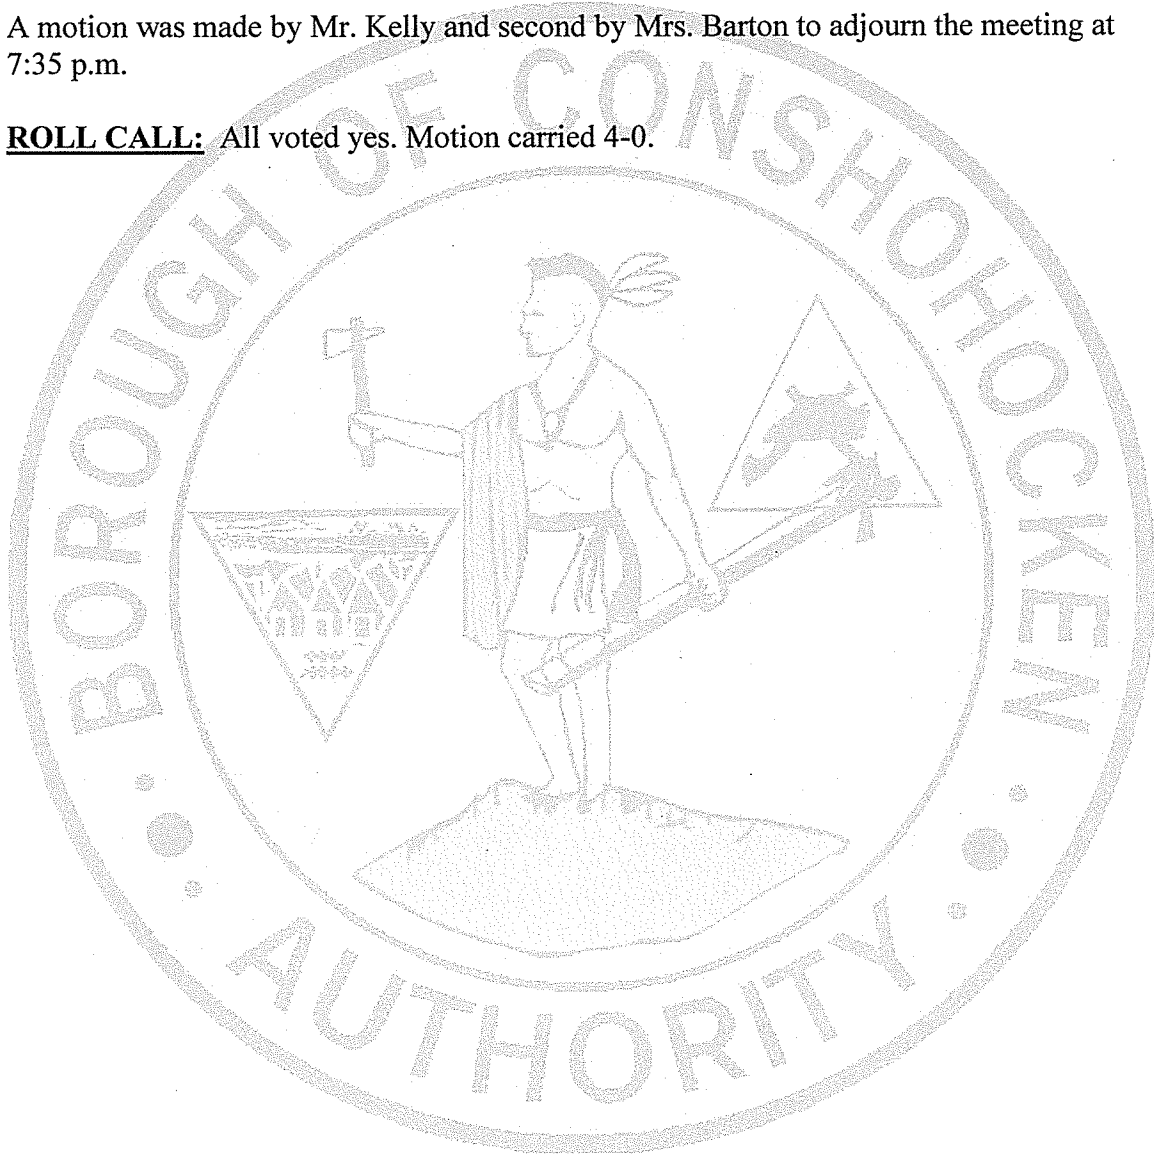 A motion was made by Mr. Kelly and second by Mrs. Barton to adjourn the meeting at
7:35 p.m.
ROLL CALL: All voted yes. Motion carried 4-0.
BOROUGH OF CONSHOHOCKEN
AUTHORITY